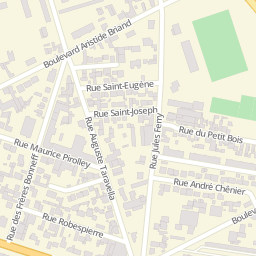 Boulevard Aristide Briand
Rue Saint-Eugène
Rue Saint-Joseph
Rue du Petit Bois
Rue Jules Ferry
Rue Auguste Taravella
Rue Maurice Pirolley
Rue des Frères Bonneff
Rue André Chénier
Rue Robespierre
Boulev